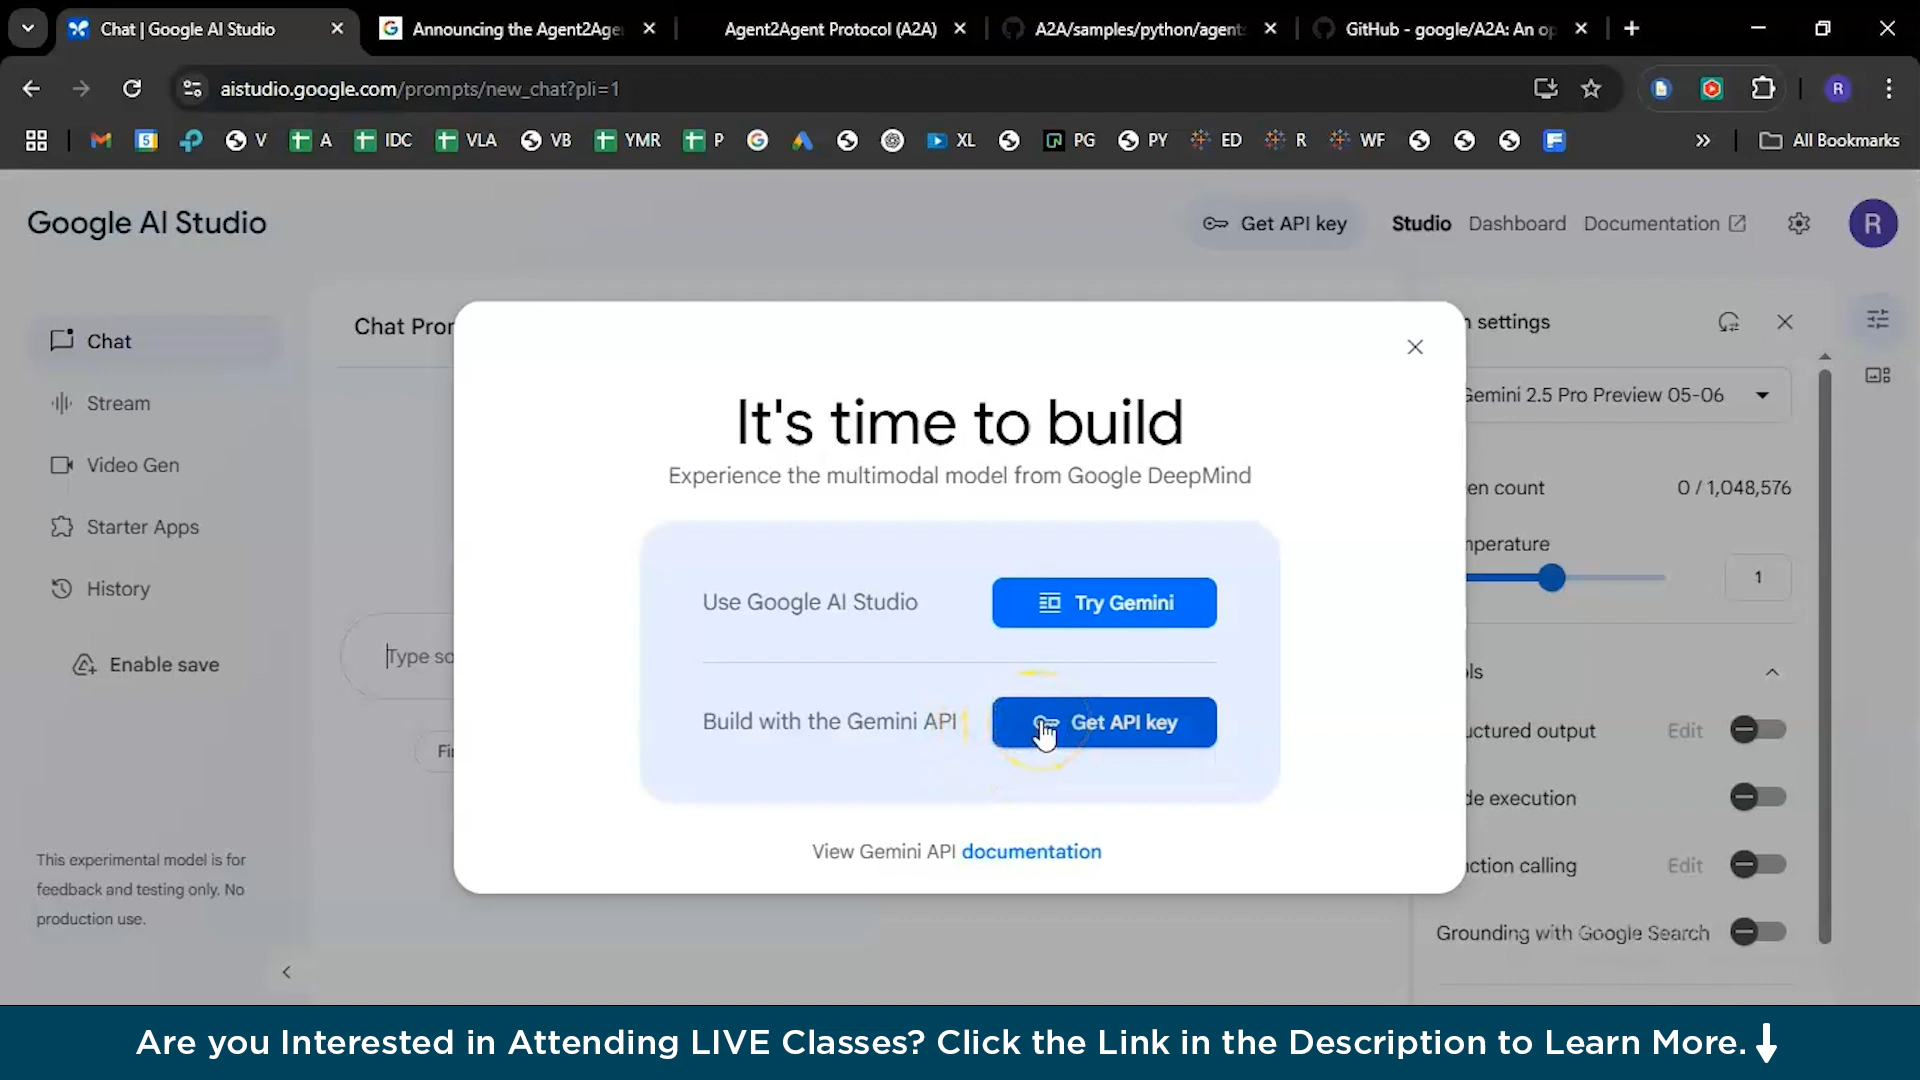 Chat | Google AI Studio
Announcing the Agent2Age
Agent2Agent Protocol (A2A)
A2A/samples/python/agent
GitHub - google/A2A: An op
aistudio.google.com/prompts/new_chat?pli=1
R
V
A
IDC
VLA
VB
YMR
P
XL
PG
PY
ED
R
WF
All Bookmarks
Google AI Studio
Get API key
Studio
Dashboard
Documentation
R
Chat
Stream
Video Gen
Starter Apps
History
Enable save
This experimental model is for
feedback and testing only. No
production use.
Chat Pror
Type so
It's time to build
Experience the multimodal model from Google DeepMind
Use Google AI Studio
Try Gemini
Build with the Gemini API
Get API key
View Gemini API documentation
settings
Gemini 2.5 Pro Preview 05-06
en count
0 / 1,048,576
mperature
1
ls
uctured output
Edit
de execution
nction calling
Edit
Grounding with Google Search
Are you Interested in Attending LIVE Classes? Click the Link in the Description to Learn More.